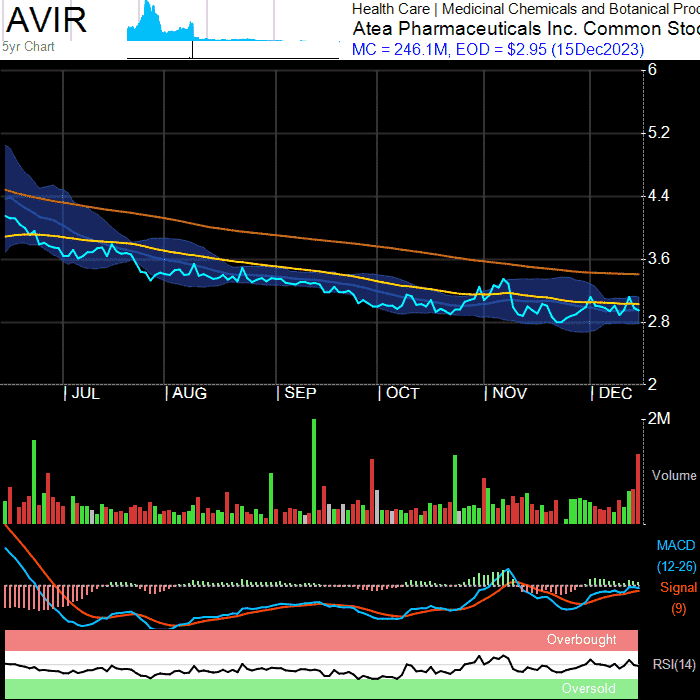 AVIR
5yr Chart
Health Care | Medicinal Chemicals and Botanical Proc
Atea Pharmaceuticals Inc. Common Stoc
MC = 246.1M, EOD = $2.95 (15Dec2023)
6
5.2
4.4
3.6
2.8
2
| JUL | AUG | SEP | OCT | NOV | DEC
2M
Volume
MACD
(12-26)
Signal
(9)
Overbought
RSI(14)
Oversold